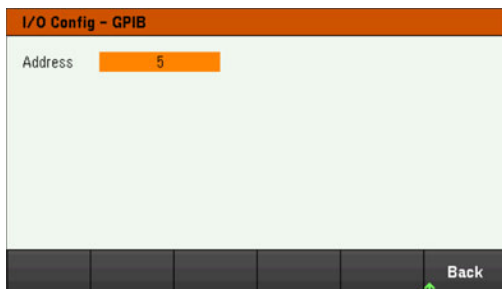 I/O Config – GPIB
Address 5
Back